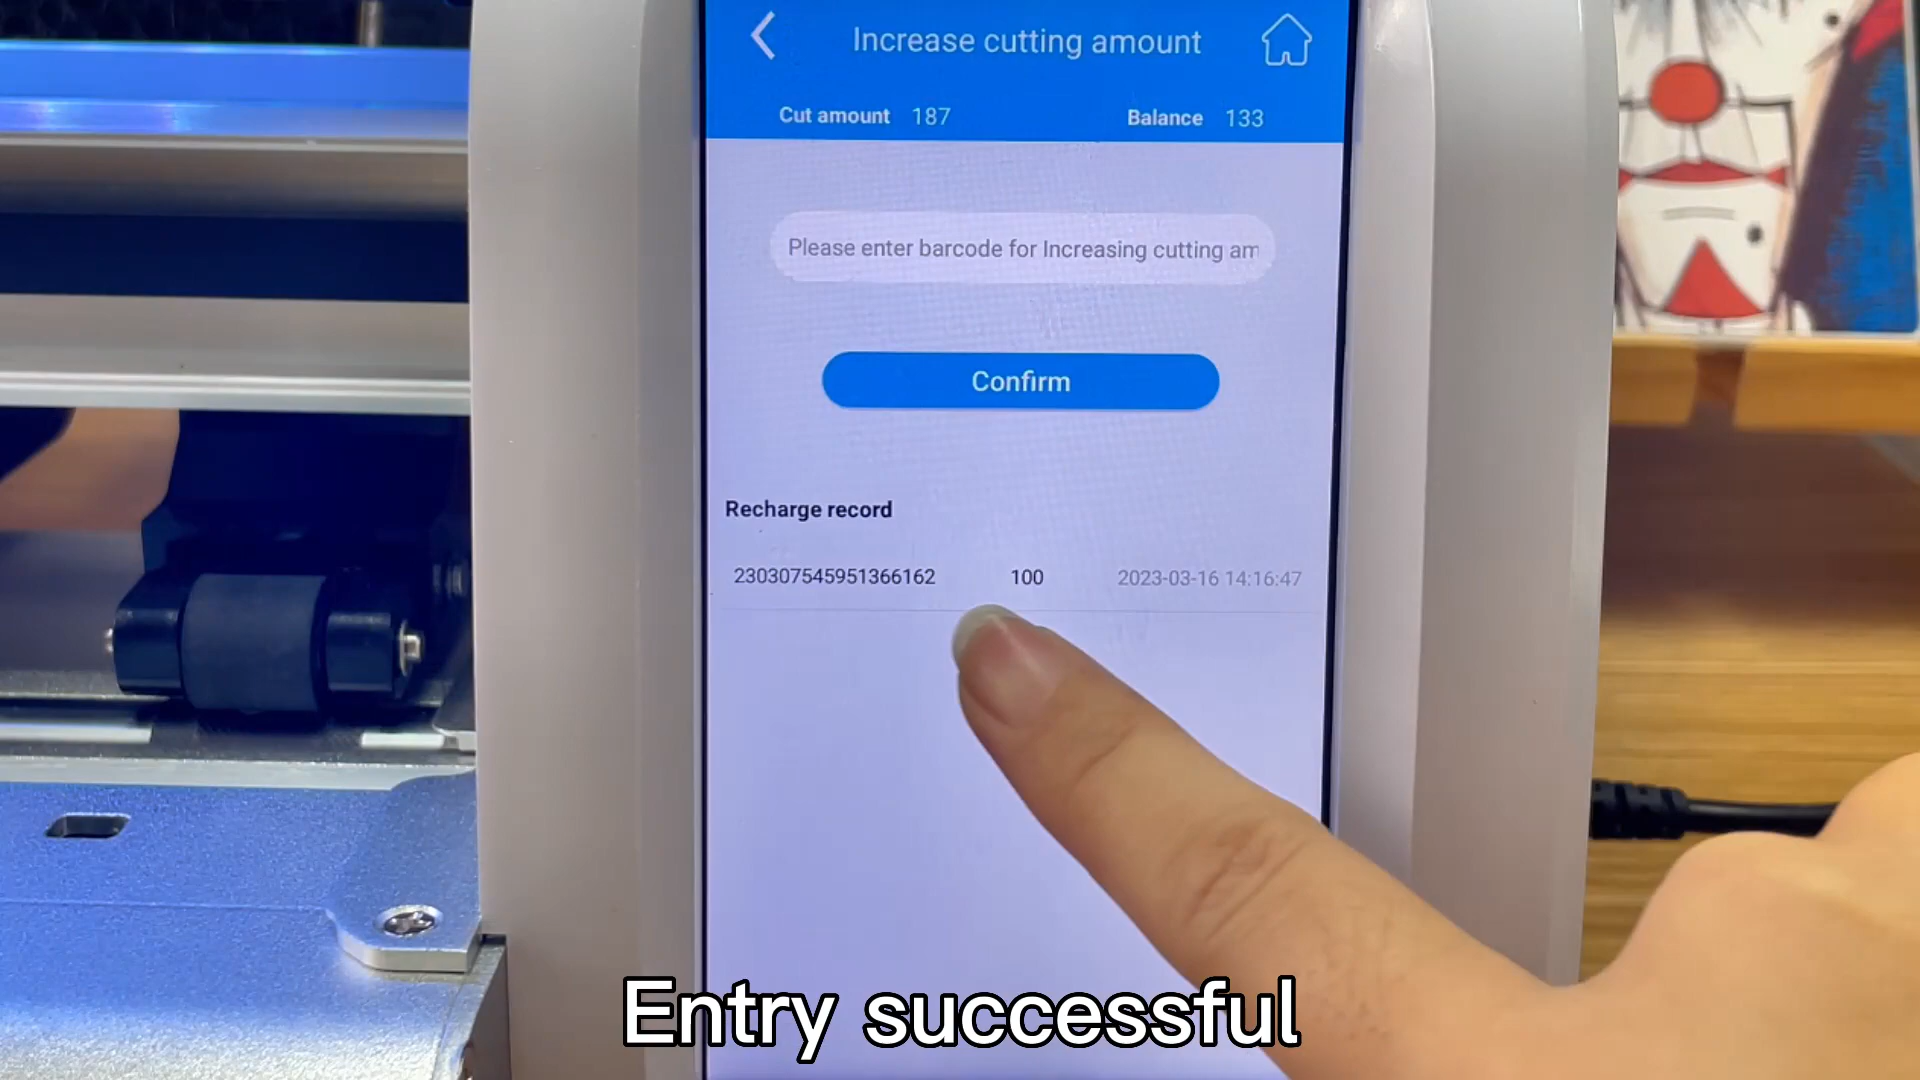 Increase cutting amount
Cut amount 187 Balance 133
Please enter barcode for Increasing cutting am
Confirm
Recharge record
230307545951366162 100 2023-03-16 14:16:47
Entry successful